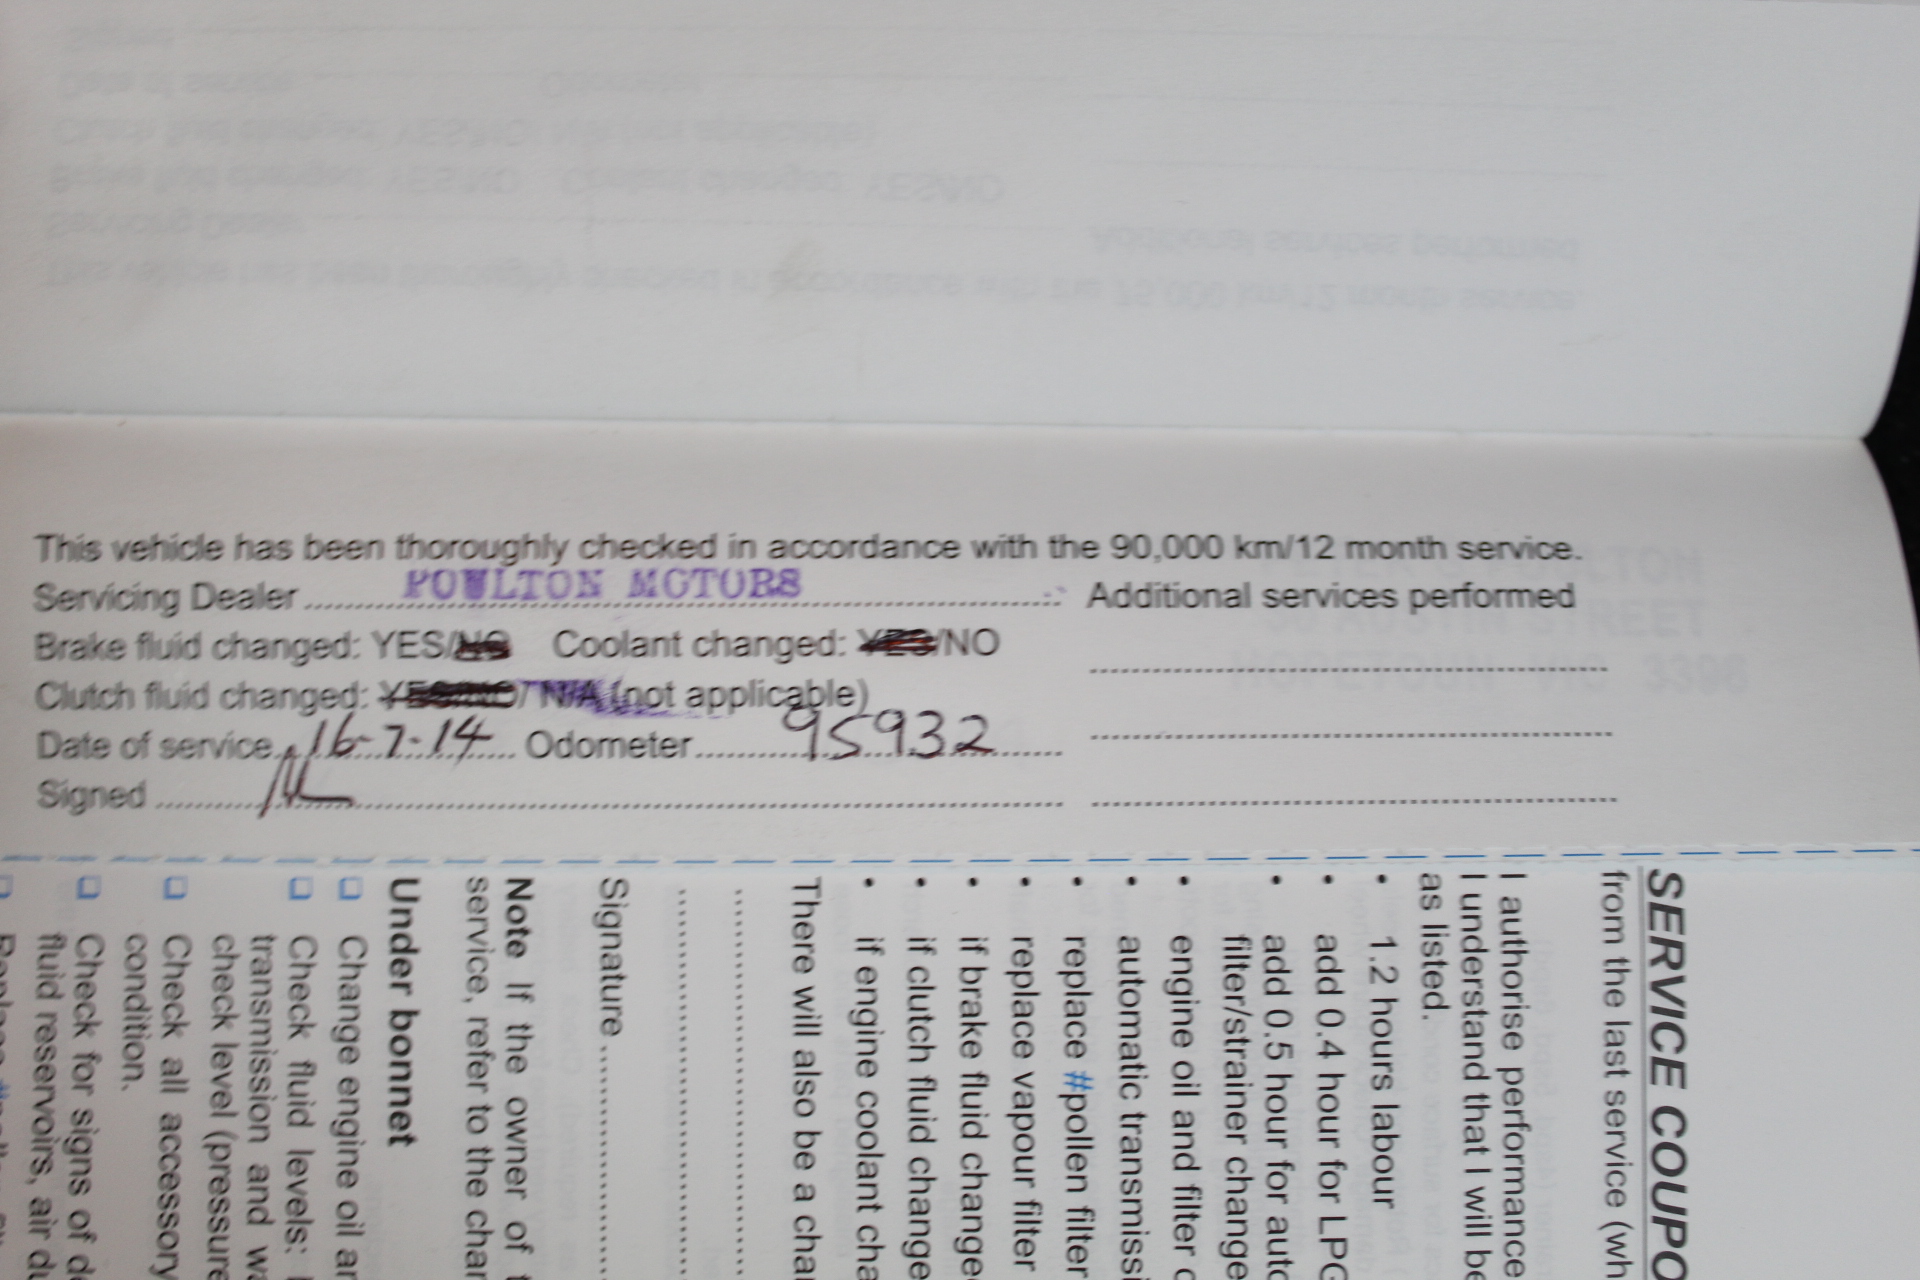 This vehicle has been thoroughly checked in accordance with the 90,000 km/12 month service.
Servicing Dealer POULTON MOTORS Additional services performed
Brake fluid changed: YES/NO Coolant changed: YES/NO
Clutch fluid changed: YES/NO/ N/A (not applicable)
Date of service 16-7-14 Odometer 95932
Signed
SERVICE COUPO
from the last service (wh
I authorise performance
I understand that I will be
as listed.
• 1.2 hours labour
• add 0.4 hour for LPG
• add 0.5 hour for auto
filter/strainer change
• engine oil and filter c
• automatic transmissi
• replace #pollen filter
• replace vapour filter
• if brake fluid change
• if clutch fluid change
• if engine coolant cha
There will also be a char
Signature
Note If the owner of t
service, refer to the char
Under bonnet
Change engine oil an
Check fluid levels:
transmission and wa
check level (pressure
Check all accessory
condition.
Check for signs of de
fluid reservoirs, air du